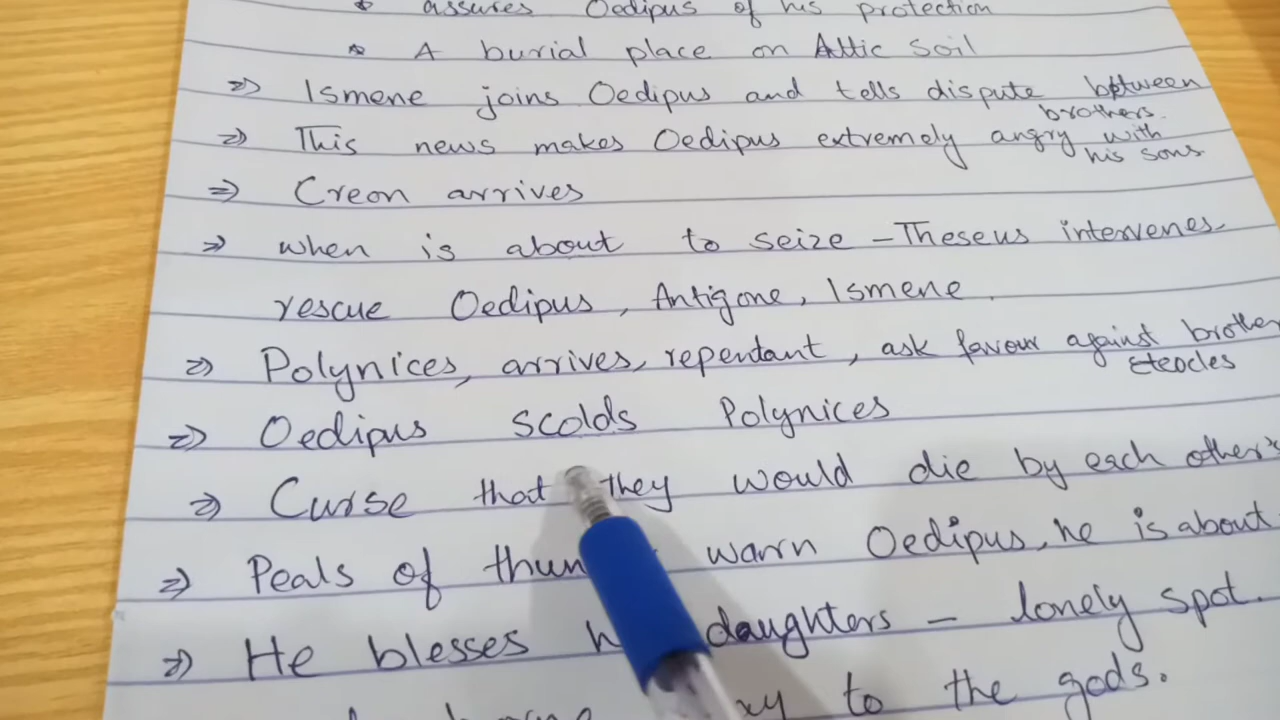 * assures Oedipus of his protection
* A burial place on Attic Soil
=> Ismene joins Oedipus and tells dispute between brothers.
=> This news makes Oedipus extremely angry with his sons.
=> Creon arrives
=> when is about to seize - Theseus intervenes
rescue Oedipus, Antigone, Ismene.
=> Polynices, arrives, repentant, ask favour against brother Eteocles
=> Oedipus scolds Polynices
=> Curse that they would die by each other's
=> Peals of warn Oedipus, he is about
=> He blesses daughters - lonely spot.
to the gods.